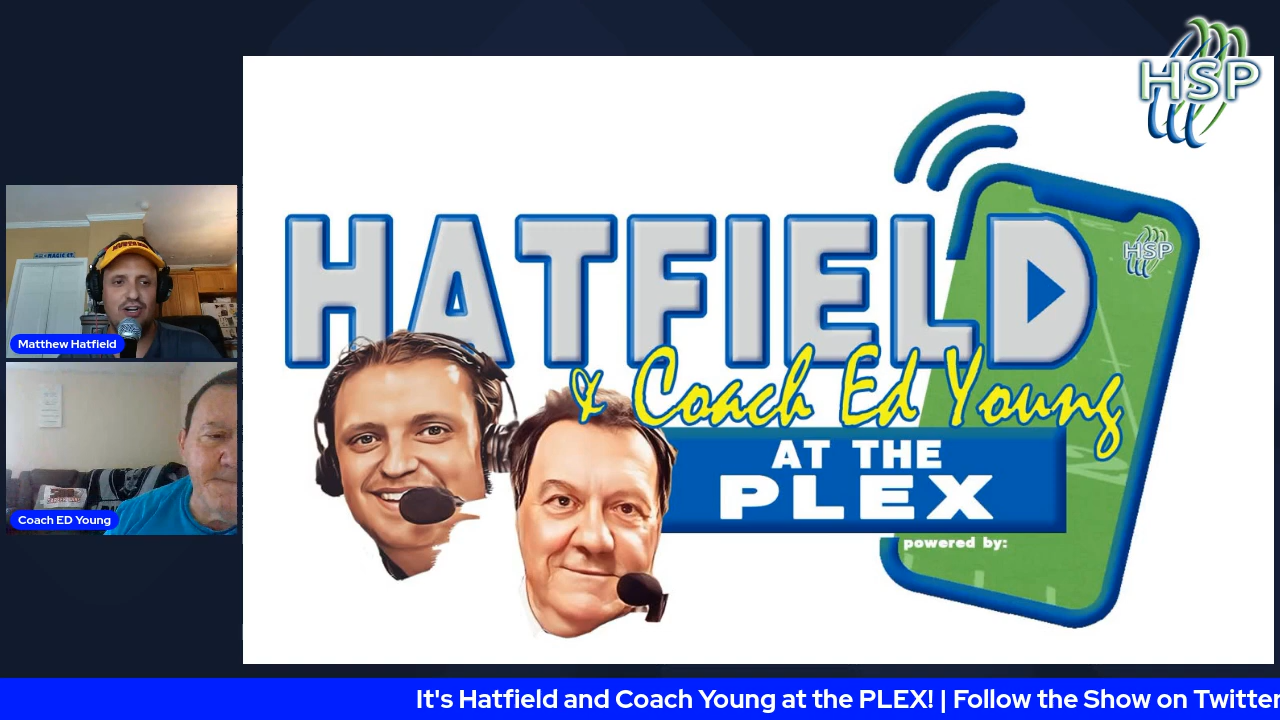 HSP
HATFIELD
& Coach Ed Young
AT THE
PLEX
powered by:
HSP
Matthew Hatfield
Coach ED Young
It's Hatfield and Coach Young at the PLEX! | Follow the Show on Twitter